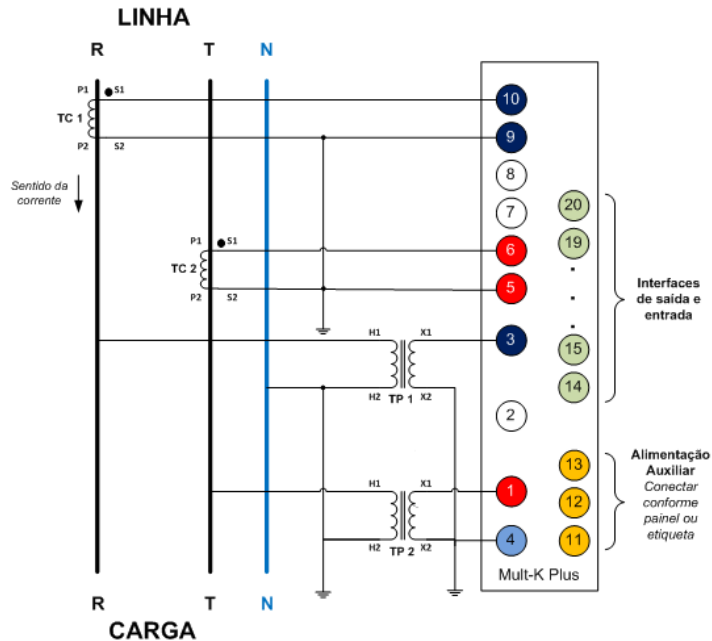 LINHA
R T N
P1 S1
TC 1
P2 S2
Sentido da
corrente
P1 S1
TC 2
P2 S2
H1 X1
H2 TP 1 X2
H1 X1
H2 TP 2 X2
10
9
8
7
6
5
3
2
1
4
20
19
15
14
13
12
11
Mult-K Plus
Interfaces
de saída e
entrada
Alimentação
Auxiliar
Conectar
conforme
painel ou
etiqueta
R T N
CARGA